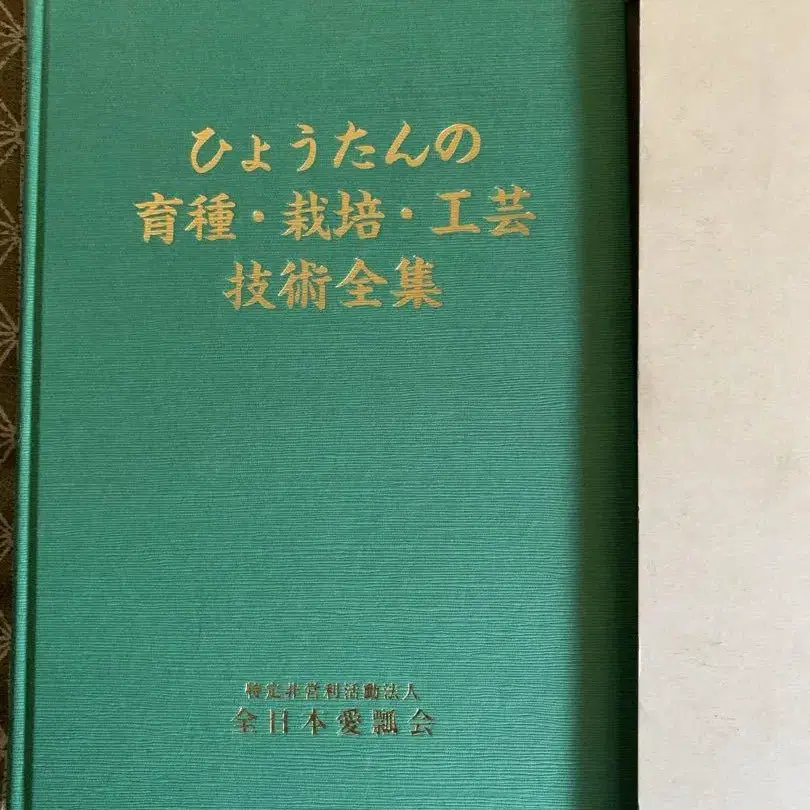 ひょうたんの
育種・栽培・工芸
技術全集
特定非営利活動法人
全日本愛瓢会